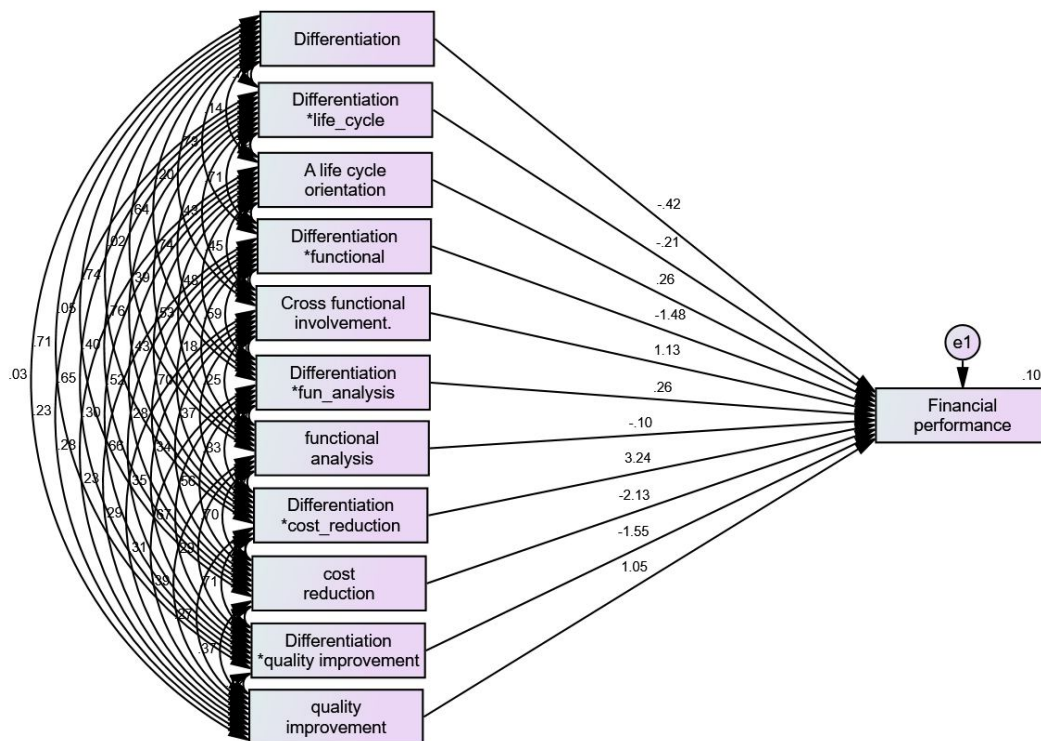 Differentiation
Differentiation
*life_cycle
A life cycle
orientation
Differentiation
*functional
Cross functional
involvement.
Differentiation
*fun_analysis
functional
analysis
Differentiation
*cost_reduction
cost
reduction
Differentiation
*quality improvement
quality
improvement
-.42
-.21
.26
-1.48
1.13
.26
-.10
3.24
-2.13
-1.55
1.05
e1
.10
Financial
performance
.14
.73
.20
.71
.64
.43
.02
.74
.45
.74
.39
.48
.05
.76
.53
.59
.71
.40
.43
.18
.03
.65
.52
.70
.25
.23
.30
.28
.37
.28
.66
.34
.33
.23
.35
.56
.29
.67
.70
.31
.29
.39
.71
.27
.37